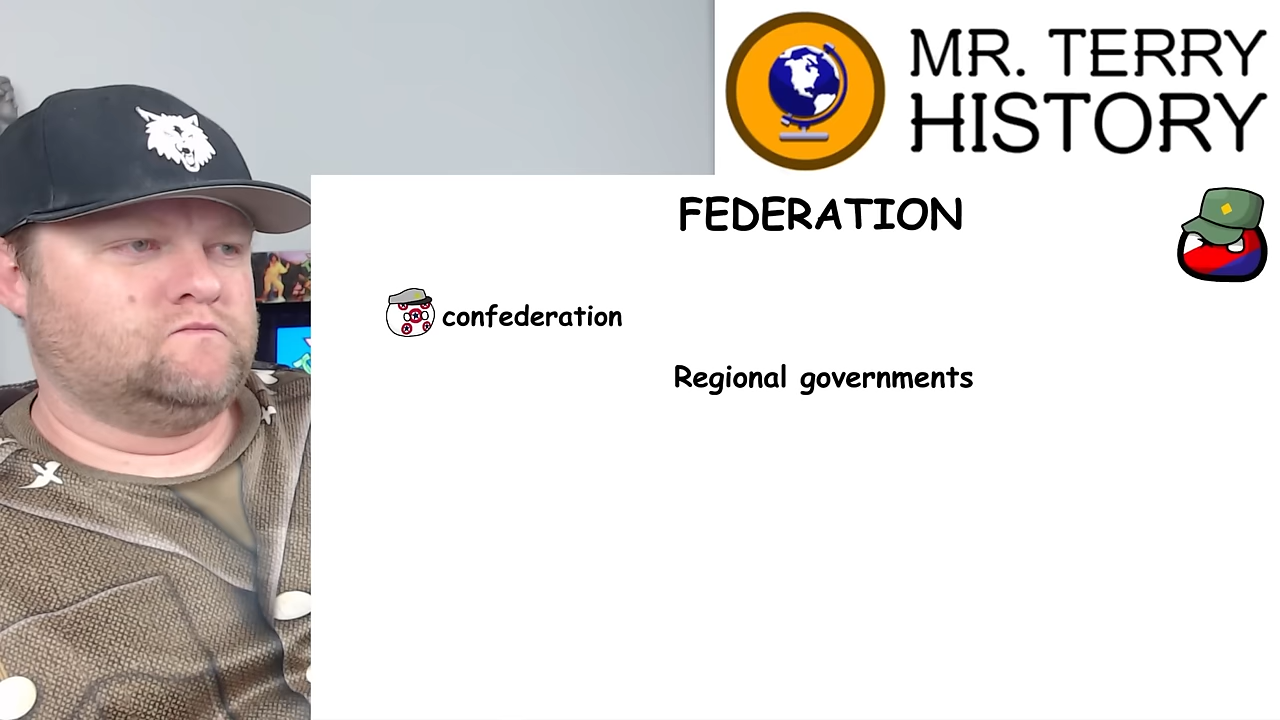 MR. TERRY
HISTORY
FEDERATION
confederation
Regional governments